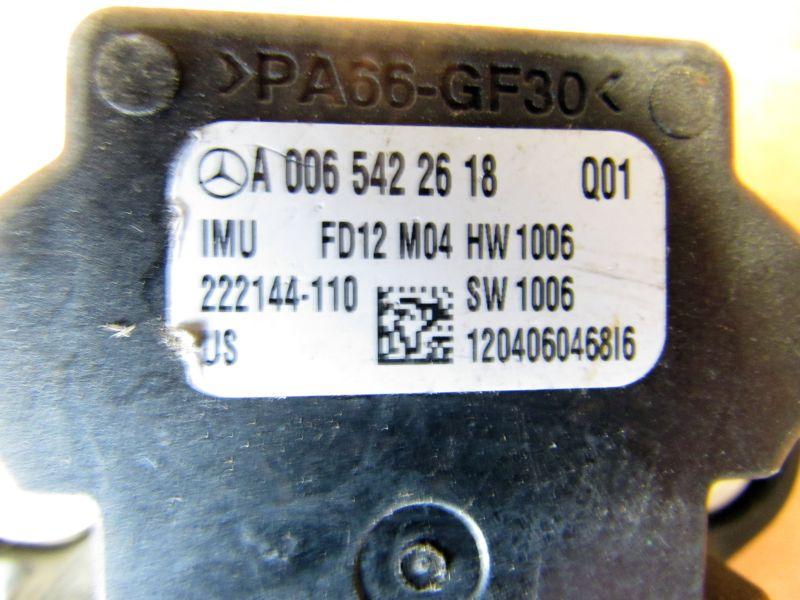 >PA66-GF30<
A 006 542 26 18 Q01
IMU FD12 M04 HW 1006
222144-110 SW 1006
US 120406046816